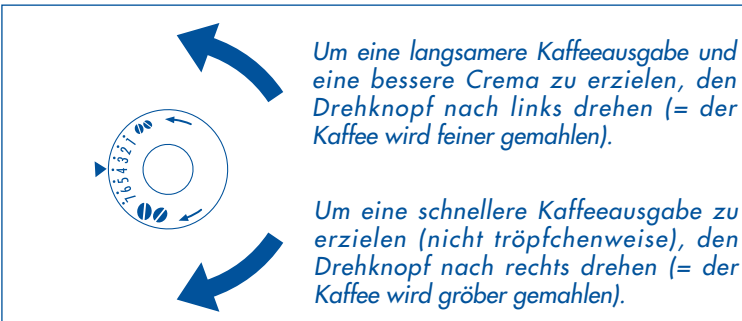 Um eine langsamere Kaffeeausgabe und
eine bessere Crema zu erzielen, den
Drehknopf nach links drehen (= der
Kaffee wird feiner gemahlen).
7654321
Um eine schnellere Kaffeeausgabe zu
erzielen (nicht tröpfchenweise), den
Drehknopf nach rechts drehen (= der
Kaffee wird gröber gemahlen).